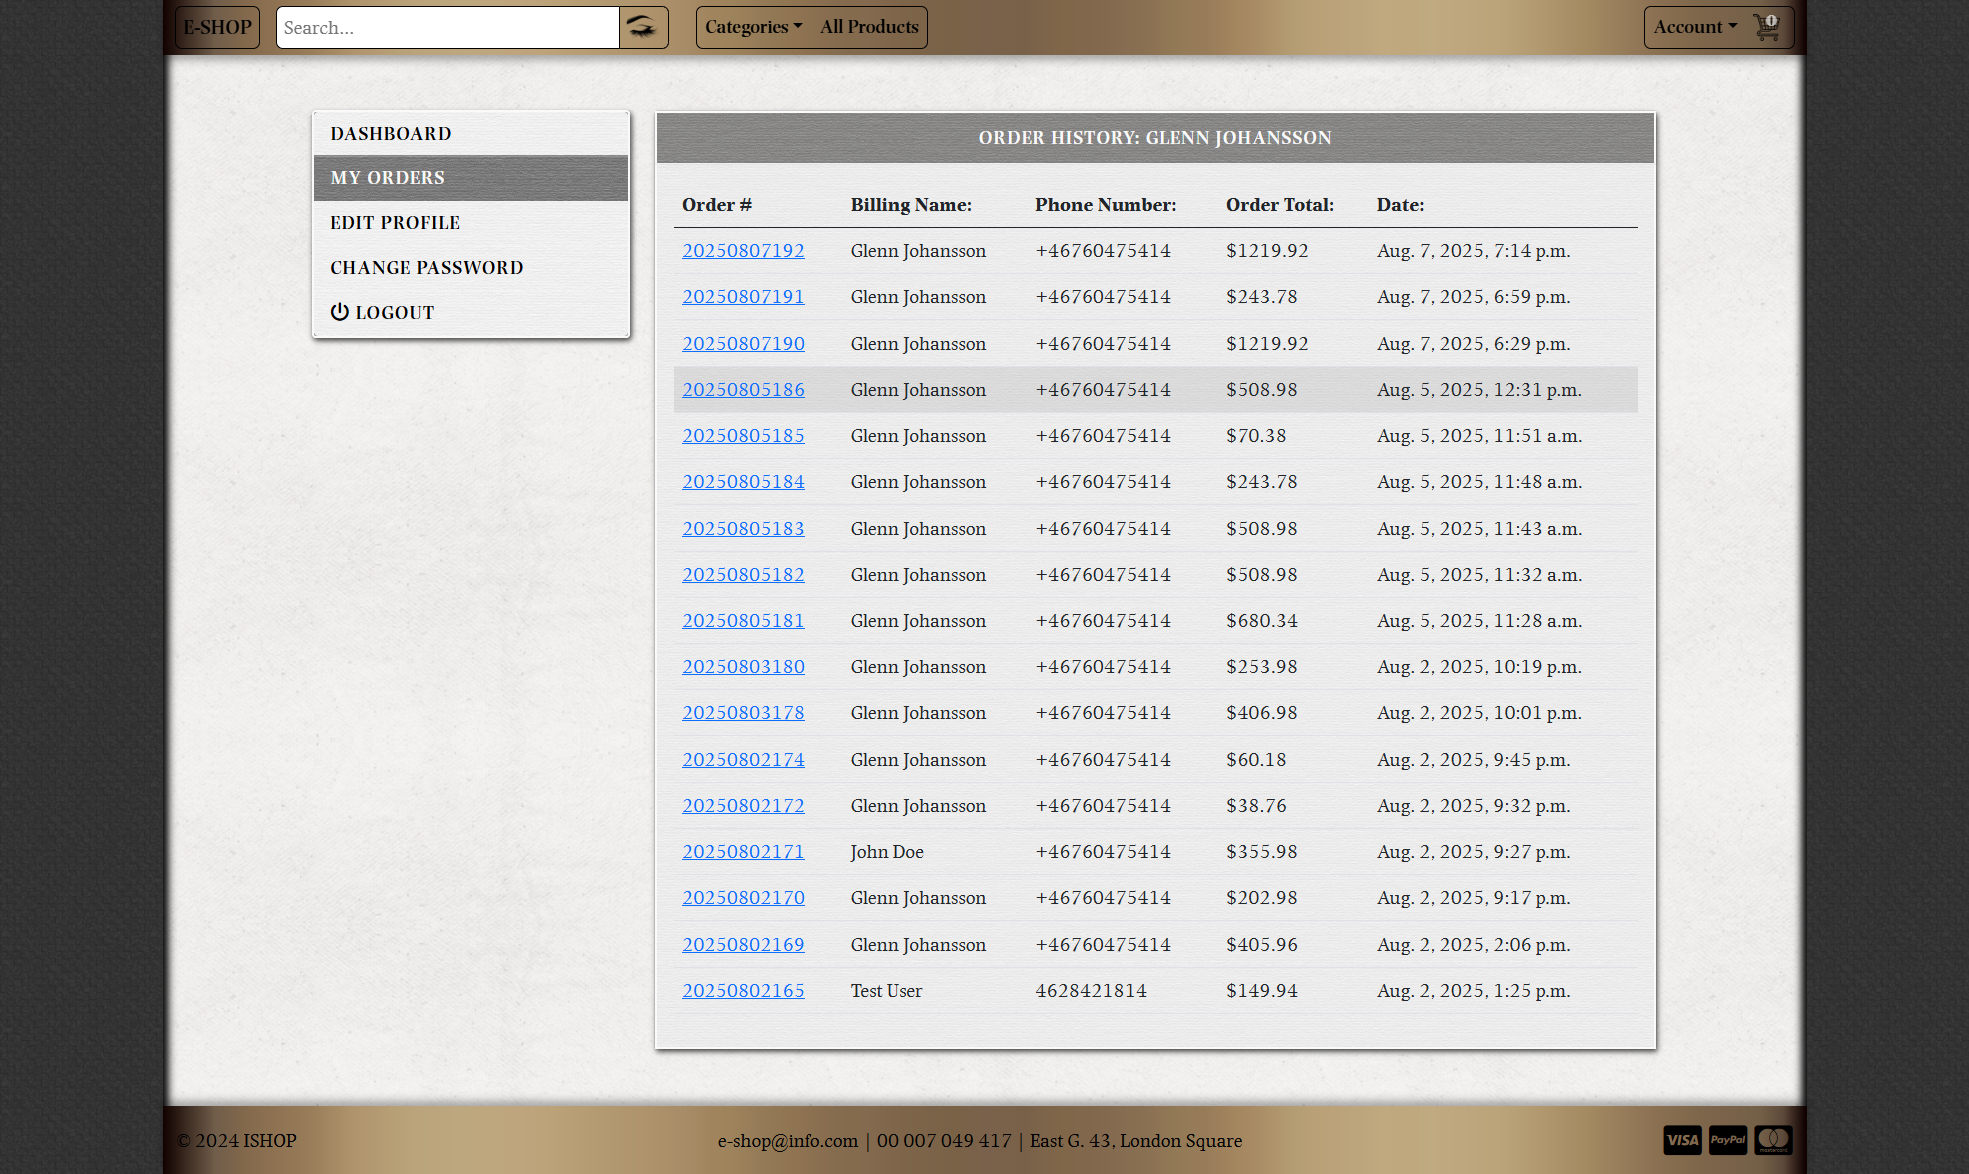 E-SHOP Search... Categories All Products Account 1
DASHBOARD
MY ORDERS
EDIT PROFILE
CHANGE PASSWORD
LOGOUT
ORDER HISTORY: GLENN JOHANSSON
Order # Billing Name: Phone Number: Order Total: Date:
20250807192 Glenn Johansson +46760475414 $1219.92 Aug. 7, 2025, 7:14 p.m.
20250807191 Glenn Johansson +46760475414 $243.78 Aug. 7, 2025, 6:59 p.m.
20250807190 Glenn Johansson +46760475414 $1219.92 Aug. 7, 2025, 6:29 p.m.
20250805186 Glenn Johansson +46760475414 $508.98 Aug. 5, 2025, 12:31 p.m.
20250805185 Glenn Johansson +46760475414 $70.38 Aug. 5, 2025, 11:51 a.m.
20250805184 Glenn Johansson +46760475414 $243.78 Aug. 5, 2025, 11:48 a.m.
20250805183 Glenn Johansson +46760475414 $508.98 Aug. 5, 2025, 11:43 a.m.
20250805182 Glenn Johansson +46760475414 $508.98 Aug. 5, 2025, 11:32 a.m.
20250805181 Glenn Johansson +46760475414 $680.34 Aug. 5, 2025, 11:28 a.m.
20250803180 Glenn Johansson +46760475414 $253.98 Aug. 2, 2025, 10:19 p.m.
20250803178 Glenn Johansson +46760475414 $406.98 Aug. 2, 2025, 10:01 p.m.
20250802174 Glenn Johansson +46760475414 $60.18 Aug. 2, 2025, 9:45 p.m.
20250802172 Glenn Johansson +46760475414 $38.76 Aug. 2, 2025, 9:32 p.m.
20250802171 John Doe +46760475414 $355.98 Aug. 2, 2025, 9:27 p.m.
20250802170 Glenn Johansson +46760475414 $202.98 Aug. 2, 2025, 9:17 p.m.
20250802169 Glenn Johansson +46760475414 $405.96 Aug. 2, 2025, 2:06 p.m.
20250802165 Test User 4628421814 $149.94 Aug. 2, 2025, 1:25 p.m.
© 2024 ISHOP e-shop@info.com | 00 007 049 417 | East G. 43, London Square VISA PayPal mastercard